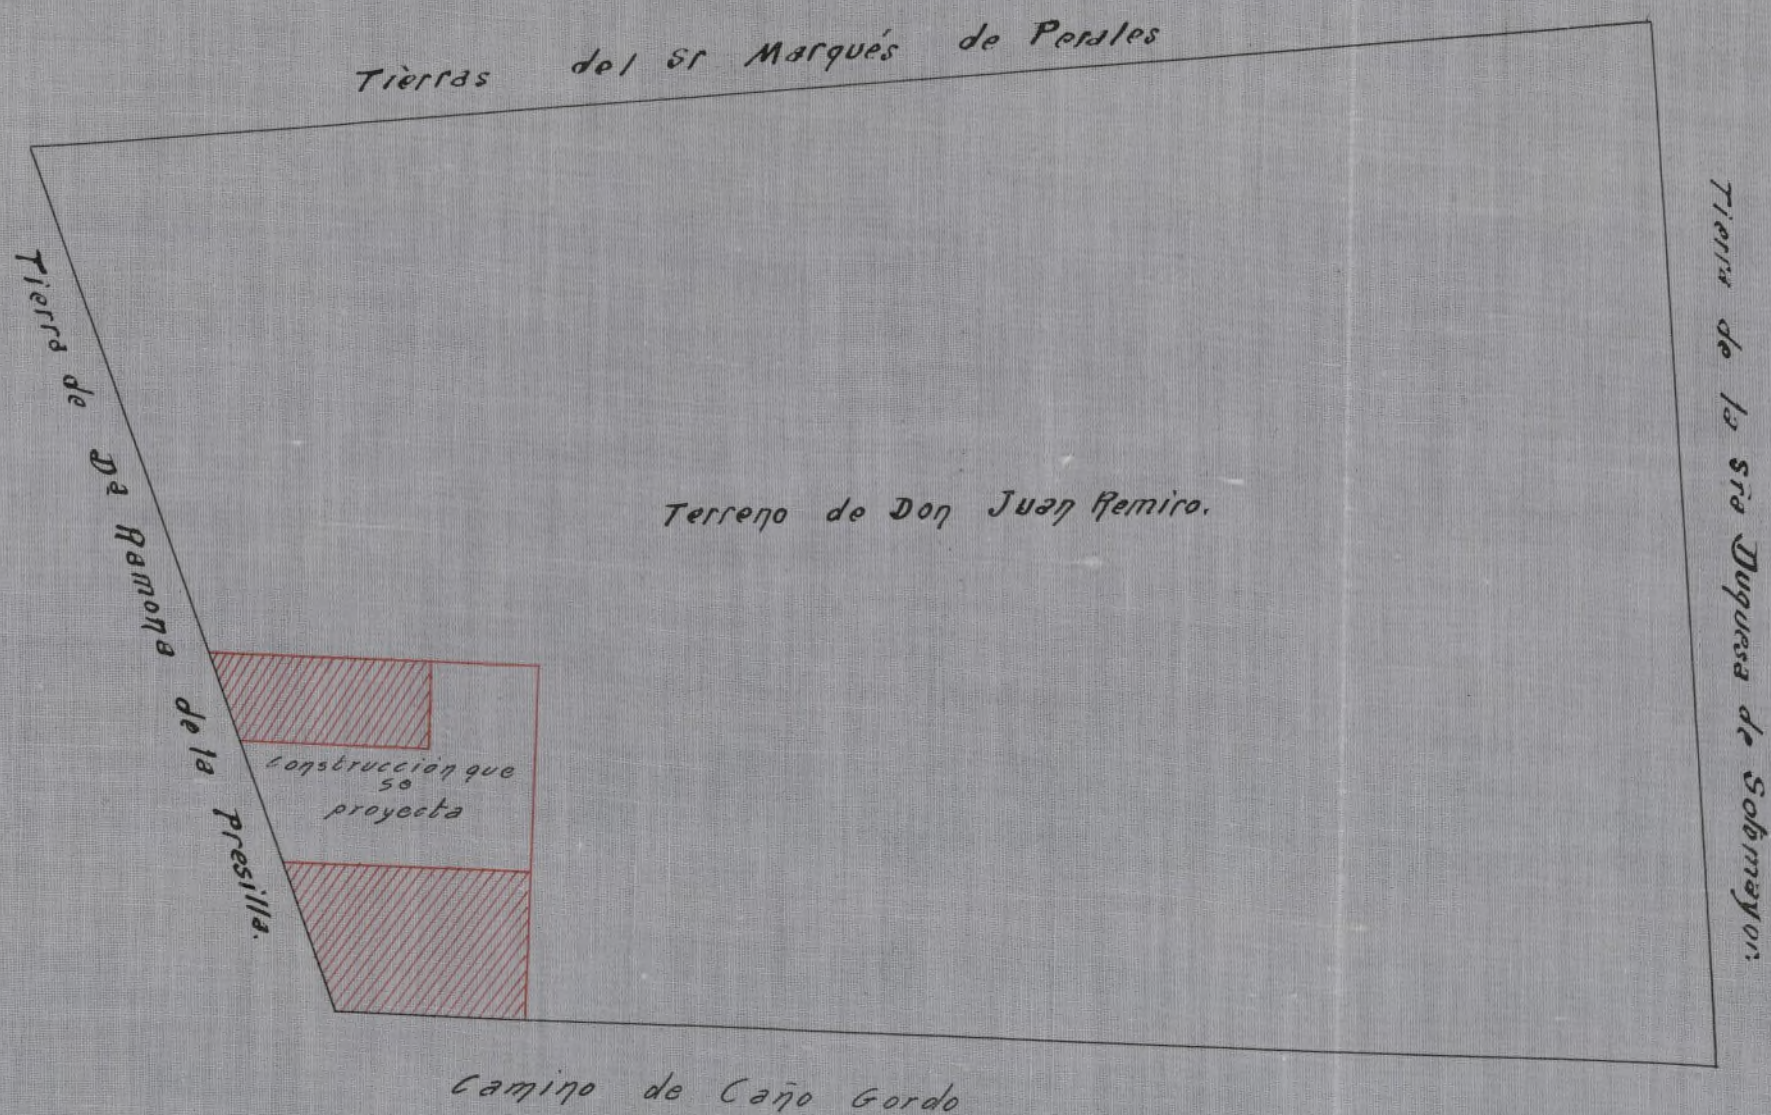 Tierras del Sr Marqués de Perales
Tierra de Dª Ramona de la Presilla.
Tierra de la Sra Duquesa de Sotomayor.
Terreno de Don Juan Remiro.
construcción que
se
proyecta
Camino de Caño Gordo